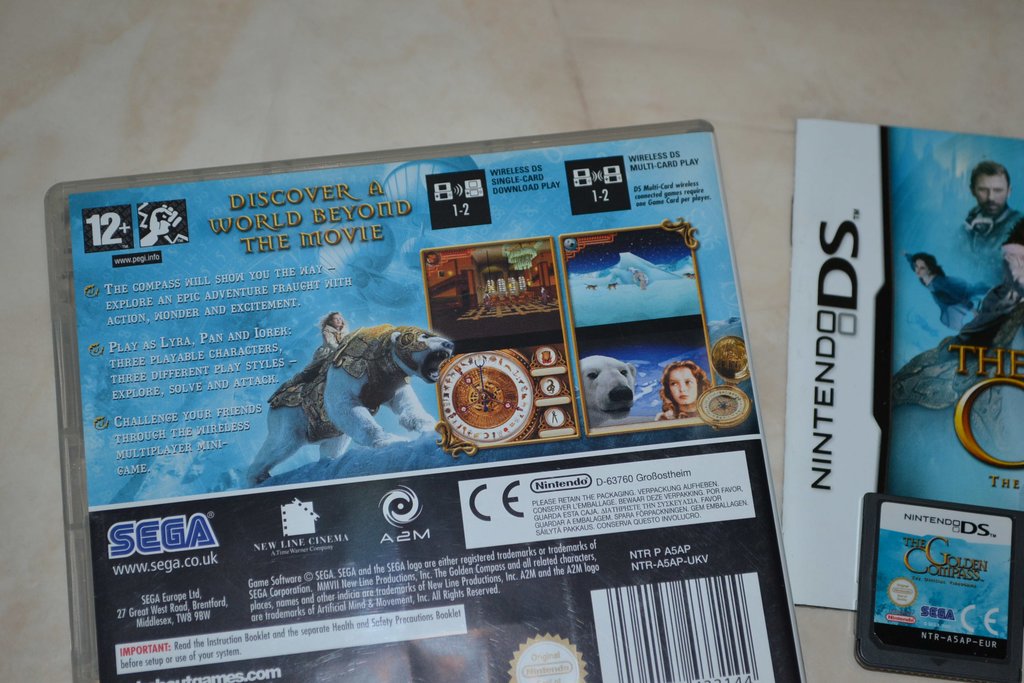 DISCOVER A
WORLD BEYOND
THE MOVIE
12+
www.pegi.info
WIRELESS DS
SINGLE-CARD
DOWNLOAD PLAY
1-2
WIRELESS DS
MULTI-CARD PLAY
1-2
DS Multi-Card wireless
connected games require
one Game Card per player.
THE COMPASS WILL SHOW YOU THE WAY –
EXPLORE AN EPIC ADVENTURE FRAUGHT WITH
ACTION, WONDER AND EXCITEMENT.
PLAY AS LYRA, PAN AND IOREK:
THREE PLAYABLE CHARACTERS,
THREE DIFFERENT PLAY STYLES –
EXPLORE, SOLVE AND ATTACK.
CHALLENGE YOUR FRIENDS
THROUGH THE WIRELESS
MULTIPLAYER MINI-
GAME.
SEGA®
www.sega.co.uk
NEW LINE CINEMA
A Time Warner Company
A2M
CE
Nintendo D-63760 Großostheim
PLEASE RETAIN THE PACKAGING. VERPACKUNG AUFHEBEN.
CONSERVER L'EMBALLAGE. BEWAAR DEZE VERPAKKING. POR FAVOR,
CONSERVAR ESTA CAJA. ΔΙΑΤΗΡΗΣΤΕ ΤΗΝ ΣΥΣΚΕΥΑΣΙΑ. PARA FAVOR,
GUARDAR A EMBALAGEM. SPARA FÖRPACKNINGEN. GEM EMBALLAGEN.
SÄILYTÄ PAKKAUS. CONSERVA QUESTO INVOLUCRO.
SEGA Europe Ltd,
27 Great West Road, Brentford,
Middlesex, TW8 9BW
Game Software © SEGA. SEGA and the SEGA logo are either registered trademarks or trademarks of
SEGA Corporation. MMVII New Line Productions, Inc. The Golden Compass and all related characters,
places, names and other indicia are trademarks of New Line Productions, Inc. A2M and the A2M logo
are trademarks of Artificial Mind & Movement, Inc. All Rights Reserved.
NTR P A5AP
NTR-A5AP-UKV
IMPORTANT: Read the Instruction Booklet and the separate Health and Safety Precautions Booklet
before setup or use of your system.
Original
Nintendo
NINTENDO DS™
THE
NINTENDO DS™
THE
GOLDEN
COMPASS
Nintendo
SEGA
CE
NTR-A5AP-EUR